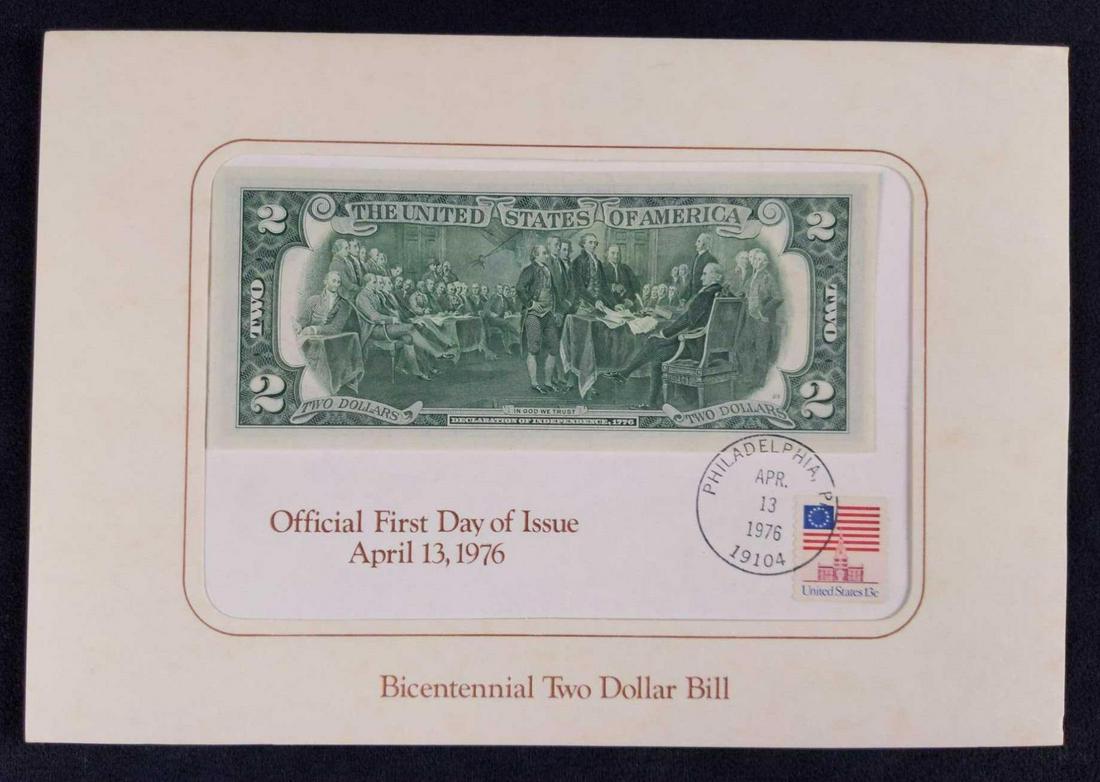 2
THE UNITED STATES OF AMERICA
2
TWO
TWO
2
TWO DOLLARS
IN GOD WE TRUST
TWO DOLLARS
2
DECLARATION OF INDEPENDENCE, 1776
PHILADELPHIA, PA
APR.
13
1976
19104
Official First Day of Issue
April 13, 1976
United States 13c
Bicentennial Two Dollar Bill